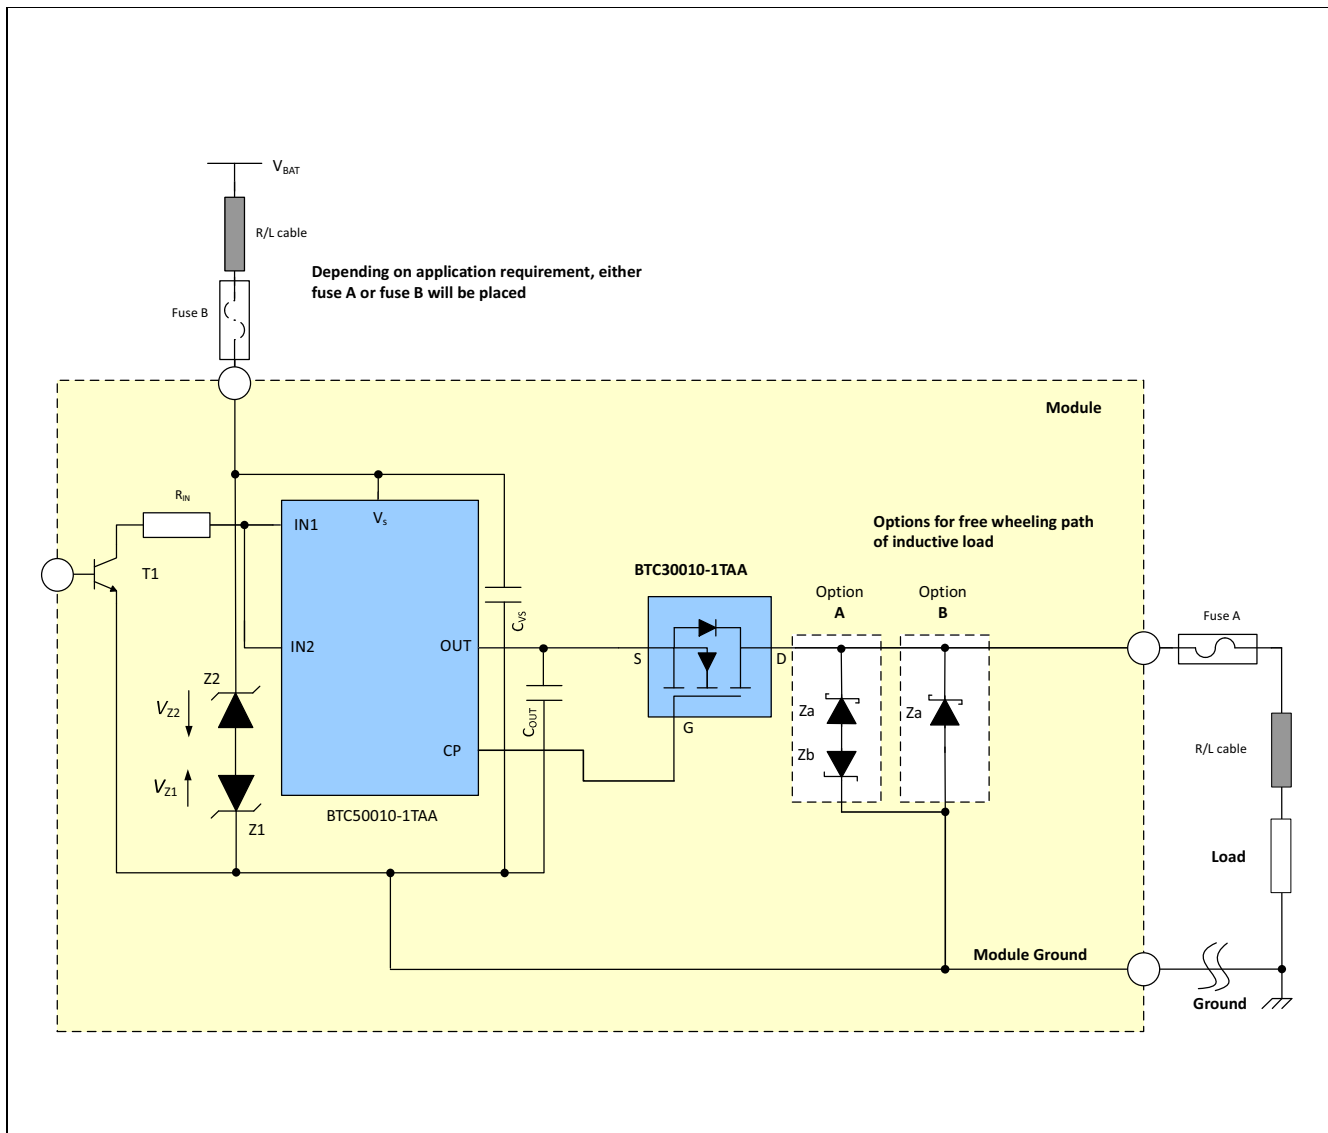 VBAT
R/L cable
Depending on application requirement, either
fuse A or fuse B will be placed
Fuse B
Module
RIN
IN1
Vs
Options for free wheeling path
of inductive load
T1
BTC30010-1TAA
Option
A
Option
B
CVS
Fuse A
IN2
OUT
S
D
Z2
VZ2
COUT
Za
Za
G
CP
Zb
R/L cable
VZ1
Z1
BTC50010-1TAA
Load
Module Ground
Ground